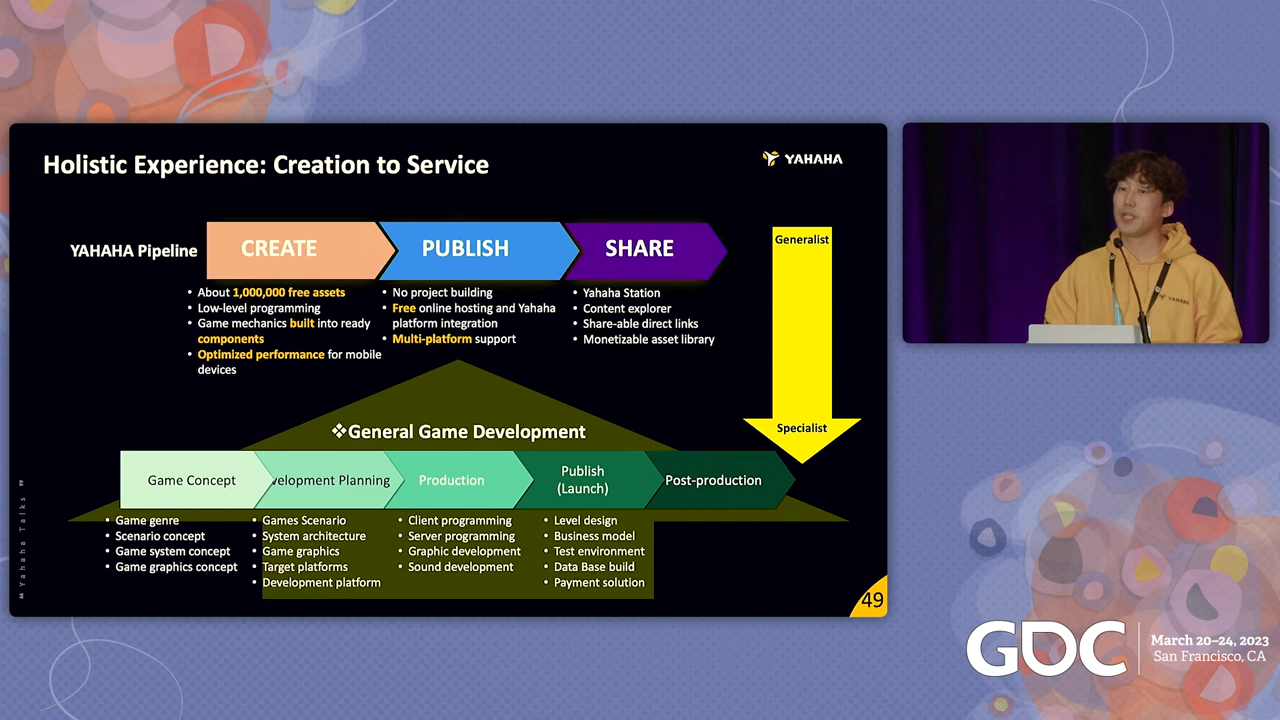 Holistic Experience: Creation to Service
YAHAHA
YAHAHA Pipeline
CREATE
PUBLISH
SHARE
• About 1,000,000 free assets
• Low-level programming
• Game mechanics built into ready
components
• Optimized performance for mobile
devices
• No project building
• Free online hosting and Yahaha
platform integration
• Multi-platform support
• Yahaha Station
• Content explorer
• Share-able direct links
• Monetizable asset library
Generalist
Specialist
❖General Game Development
Game Concept
velopment Planning
Production
Publish
(Launch)
Post-production
• Game genre
• Scenario concept
• Game system concept
• Game graphics concept
• Games Scenario
• System architecture
• Game graphics
• Target platforms
• Development platform
• Client programming
• Server programming
• Graphic development
• Sound development
• Level design
• Business model
• Test environment
• Data Base build
• Payment solution
Yahaha Talks
49
YAHAHA
GDC
March 20–24, 2023
San Francisco, CA